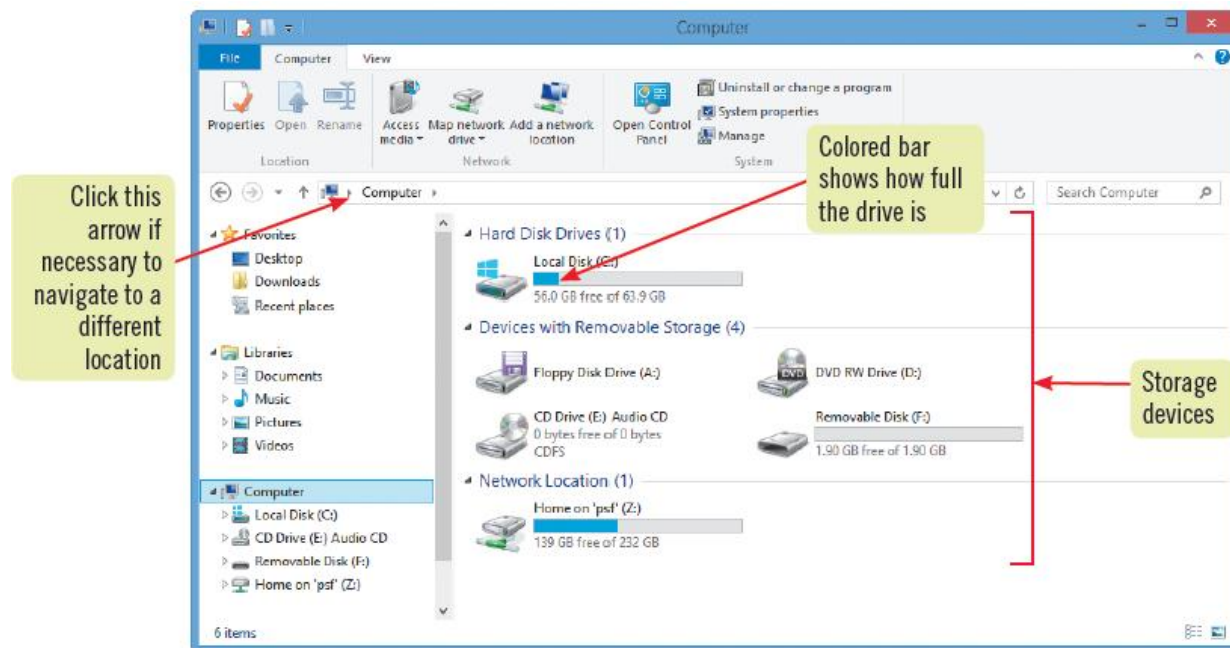 Computer
File
Computer
View
Properties
Open
Rename
Access
media
Map network
drive
Add a network
location
Open Control
Panel
Uninstall or change a program
System properties
Manage
Location
Network
System
Click this
arrow if
necessary to
navigate to a
different
location
Colored bar
shows how full
the drive is
Computer
Search Computer
Favorites
Desktop
Downloads
Recent places
Libraries
Documents
Music
Pictures
Videos
Computer
Local Disk (C:)
CD Drive (E:) Audio CD
Removable Disk (F:)
Home on 'psf' (Z:)
Hard Disk Drives (1)
Local Disk (C:)
56.0 GB free of 63.9 GB
Devices with Removable Storage (4)
Floppy Disk Drive (A:)
DVD
DVD RW Drive (D:)
CD Drive (E:) Audio CD
0 bytes free of 0 bytes
CDFS
Removable Disk (F:)
1.90 GB free of 1.90 GB
Network Location (1)
Home on 'psf' (Z:)
139 GB free of 232 GB
Storage
devices
6 items